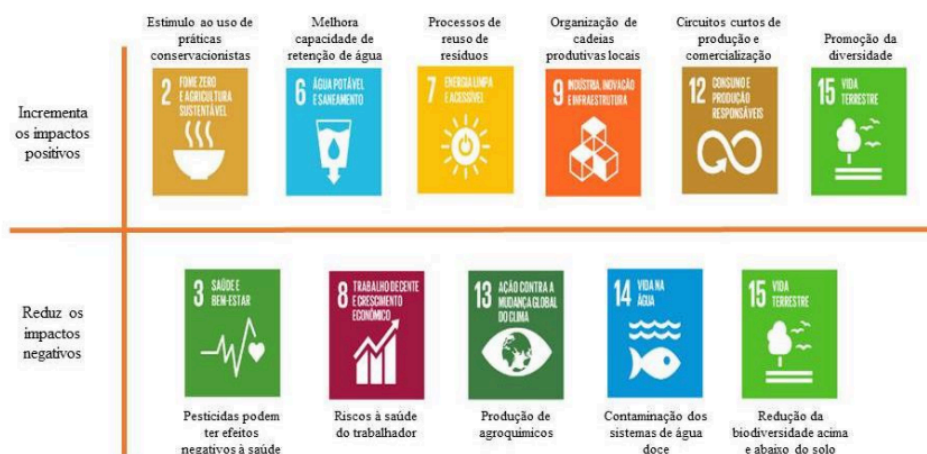 Estimulo ao uso de
práticas
conservacionistas
Melhora
capacidade de
retenção de água
Processos de
reuso de
resíduos
Organização de
cadeias
produtivas locais
Circuitos curtos de
produção e
comercialização
Promoção da
diversidade
Incrementa
os impactos
positivos
2 FOME ZERO
E AGRICULTURA
SUSTENTÁVEL
6 ÁGUA POTÁVEL
E SANEAMENTO
7 ENERGIA LIMPA
E ACESSÍVEL
9 INDÚSTRIA, INOVAÇÃO
E INFRAESTRUTURA
12 CONSUMO E
PRODUÇÃO
RESPONSÁVEIS
15 VIDA
TERRESTRE
Reduz os
impactos
negativos
3 SAÚDE E
BEM-ESTAR
8 TRABALHO DECENTE
E CRESCIMENTO
ECONÔMICO
13 AÇÃO CONTRA A
MUDANÇA GLOBAL
DO CLIMA
14 VIDA NA
ÁGUA
15 VIDA
TERRESTRE
Pesticidas podem
ter efeitos
negativos à saúde
Riscos à saúde
do trabalhador
Produção de
agroquímicos
Contaminação dos
sistemas de água
doce
Redução da
biodiversidade acima
e abaixo do solo